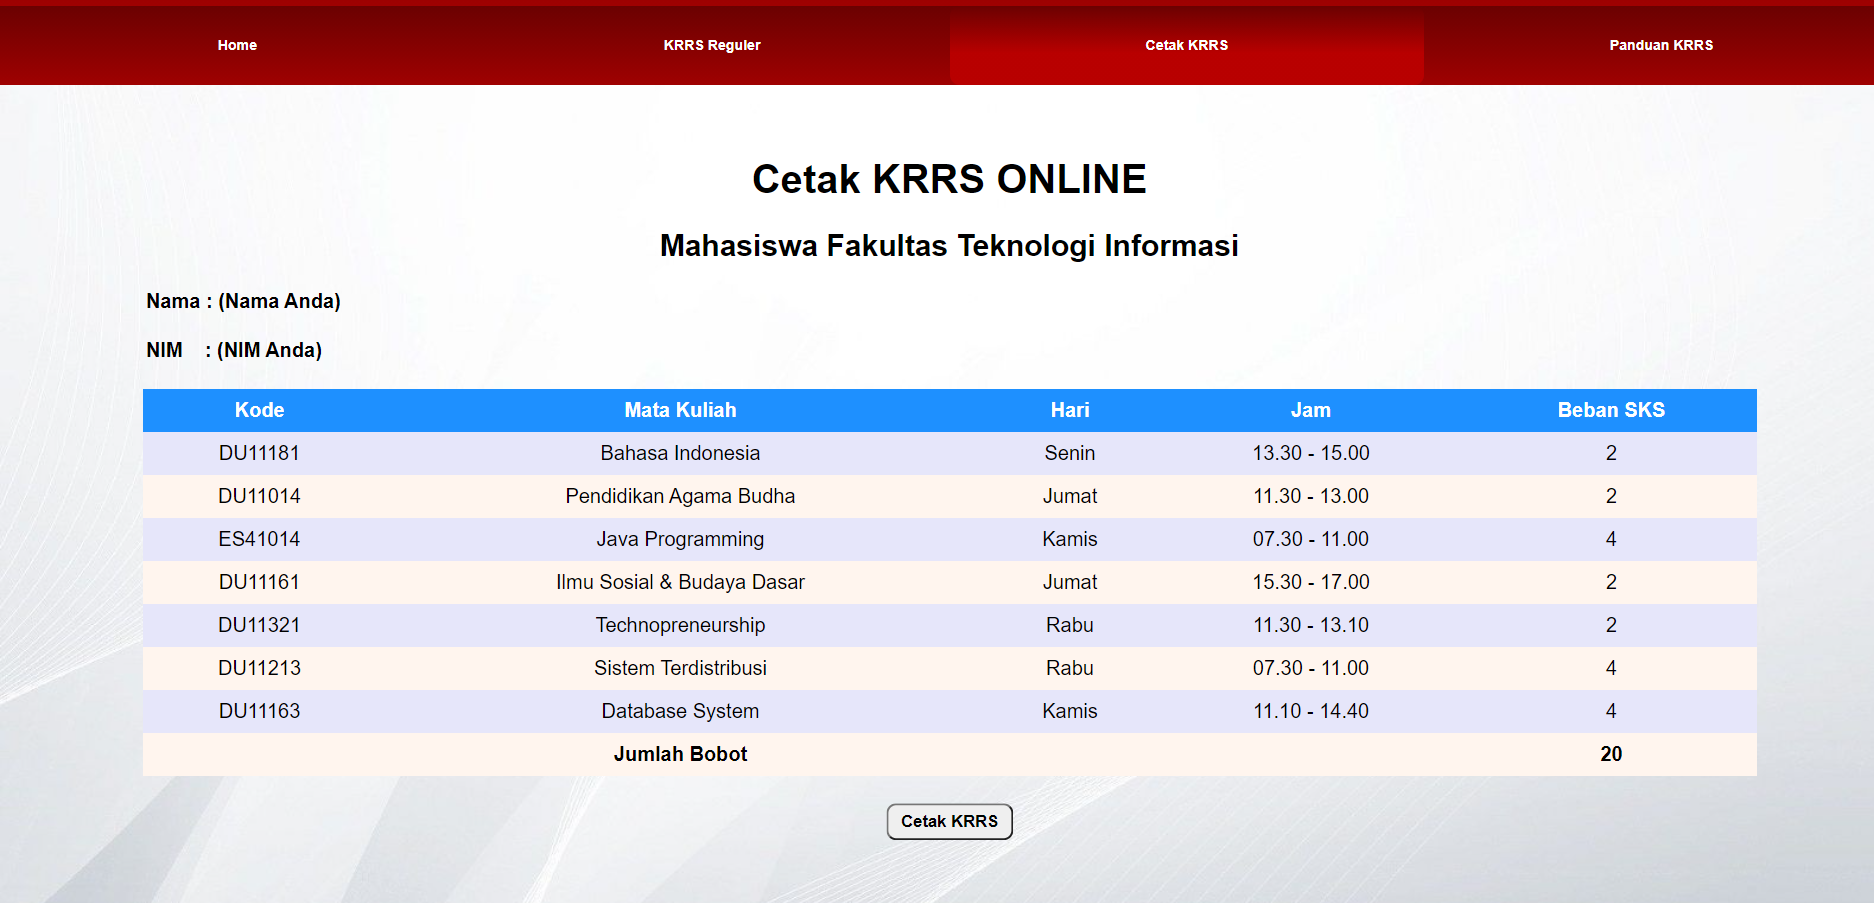 Home KRRS Reguler Cetak KRRS Panduan KRRS
Cetak KRRS ONLINE
Mahasiswa Fakultas Teknologi Informasi
Nama : (Nama Anda)
NIM : (NIM Anda)
Kode Mata Kuliah Hari Jam Beban SKS
DU11181 Bahasa Indonesia Senin 13.30 - 15.00 2
DU11014 Pendidikan Agama Budha Jumat 11.30 - 13.00 2
ES41014 Java Programming Kamis 07.30 - 11.00 4
DU11161 Ilmu Sosial & Budaya Dasar Jumat 15.30 - 17.00 2
DU11321 Technopreneurship Rabu 11.30 - 13.10 2
DU11213 Sistem Terdistribusi Rabu 07.30 - 11.00 4
DU11163 Database System Kamis 11.10 - 14.40 4
Jumlah Bobot 20
Cetak KRRS